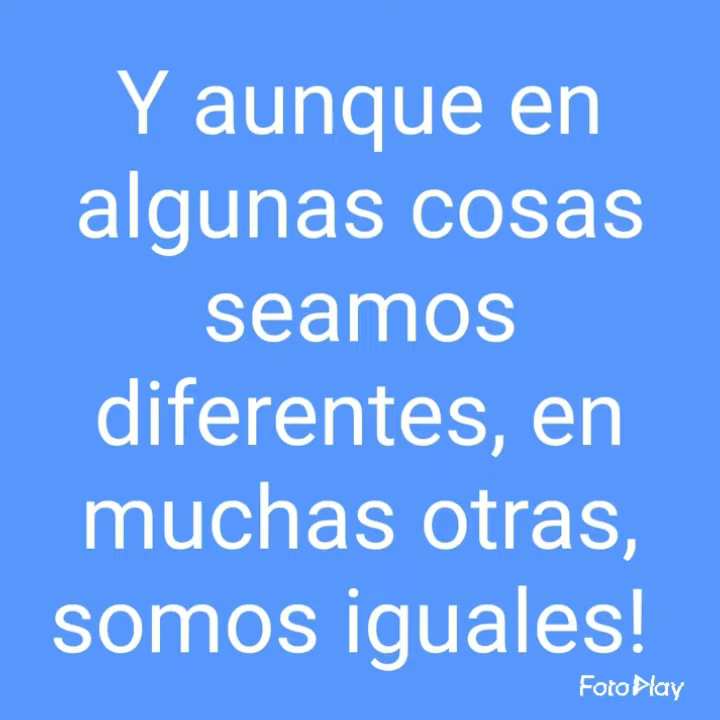 Y aunque en
algunas cosas
seamos
diferentes, en
muchas otras,
somos iguales!
FotoPlay